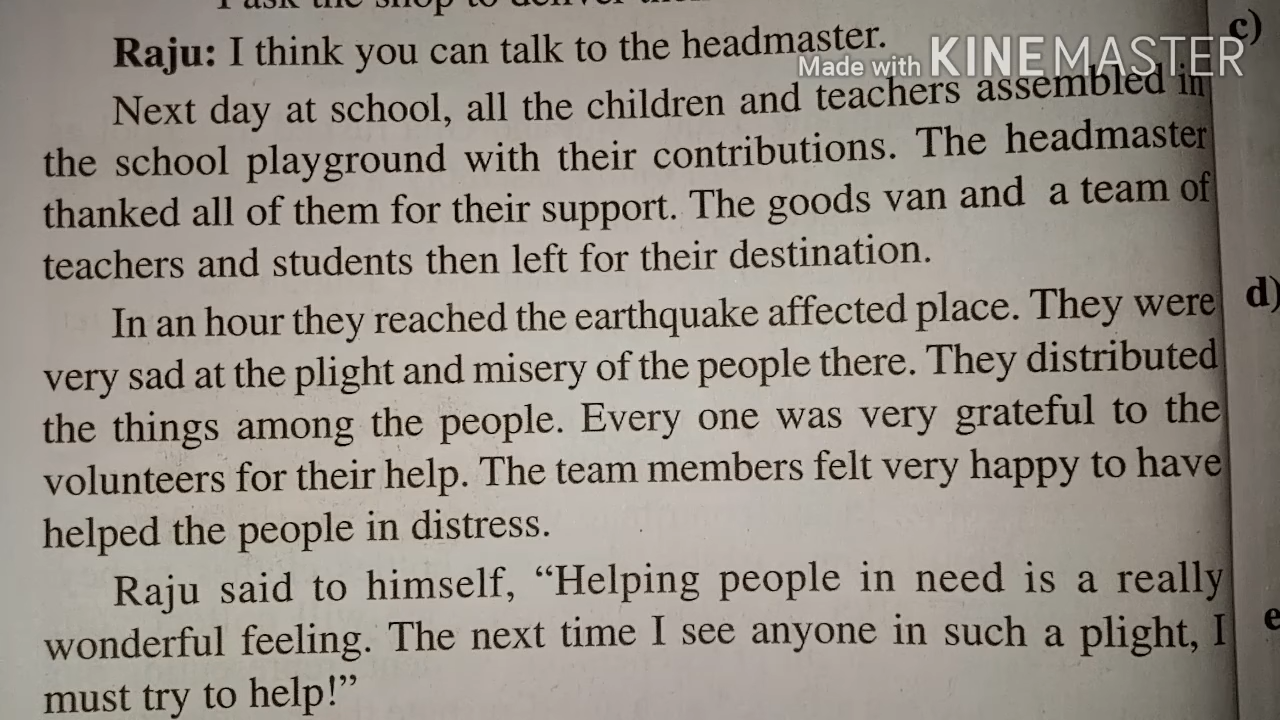 Raju: I think you can talk to the headmaster.
Made with KINEMASTER
c)
Next day at school, all the children and teachers assembled in
the school playground with their contributions. The headmaster
thanked all of them for their support. The goods van and a team of
teachers and students then left for their destination.
In an hour they reached the earthquake affected place. They were
d)
very sad at the plight and misery of the people there. They distributed
the things among the people. Every one was very grateful to the
volunteers for their help. The team members felt very happy to have
helped the people in distress.
Raju said to himself, “Helping people in need is a really
wonderful feeling. The next time I see anyone in such a plight, I
e
must try to help!”